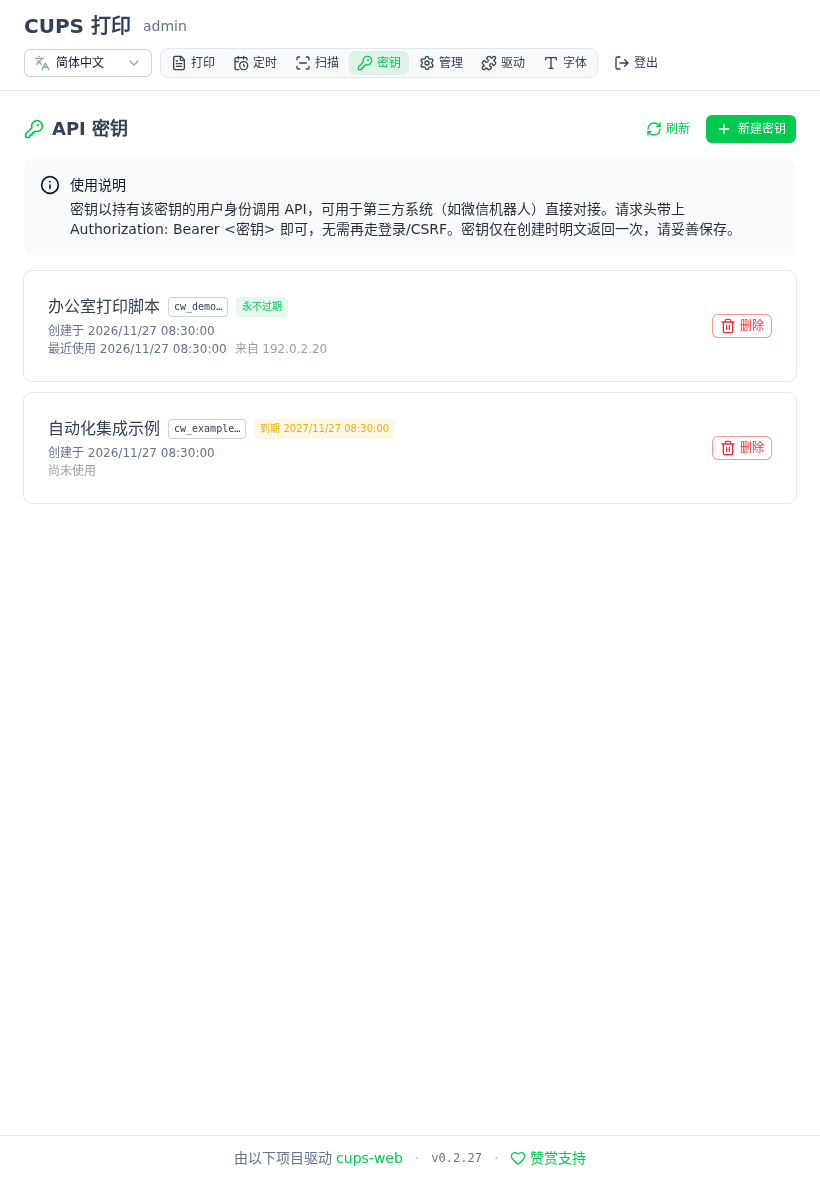 CUPS 打印 admin
简体中文 打印 定时 扫描 密钥 管理 驱动 字体 登出
API 密钥 刷新 新建密钥
使用说明
密钥以持有该密钥的用户身份调用 API，可用于第三方系统（如微信机器人）直接对接。请求头带上
Authorization: Bearer <密钥> 即可，无需再走登录/CSRF。密钥仅在创建时明文返回一次，请妥善保存。
办公室打印脚本 cw_demo… 永不过期
创建于 2026/11/27 08:30:00
最近使用 2026/11/27 08:30:00 来自 192.0.2.20
删除
自动化集成示例 cw_example… 到期 2027/11/27 08:30:00
创建于 2026/11/27 08:30:00
尚未使用
删除
由以下项目驱动 cups-web · v0.2.27 · 赞赏支持